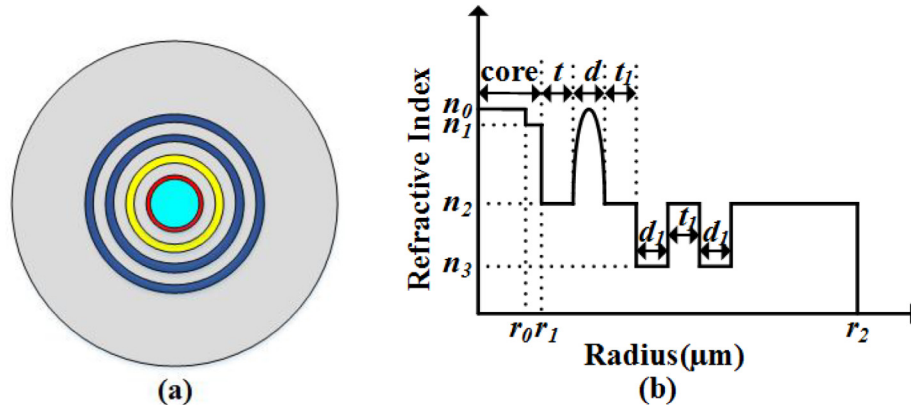 core t d t1
n0
n1
n2
n3
d1 t1 d1
r0 r1 r2
Refractive Index
Radius(μm)
(a)
(b)